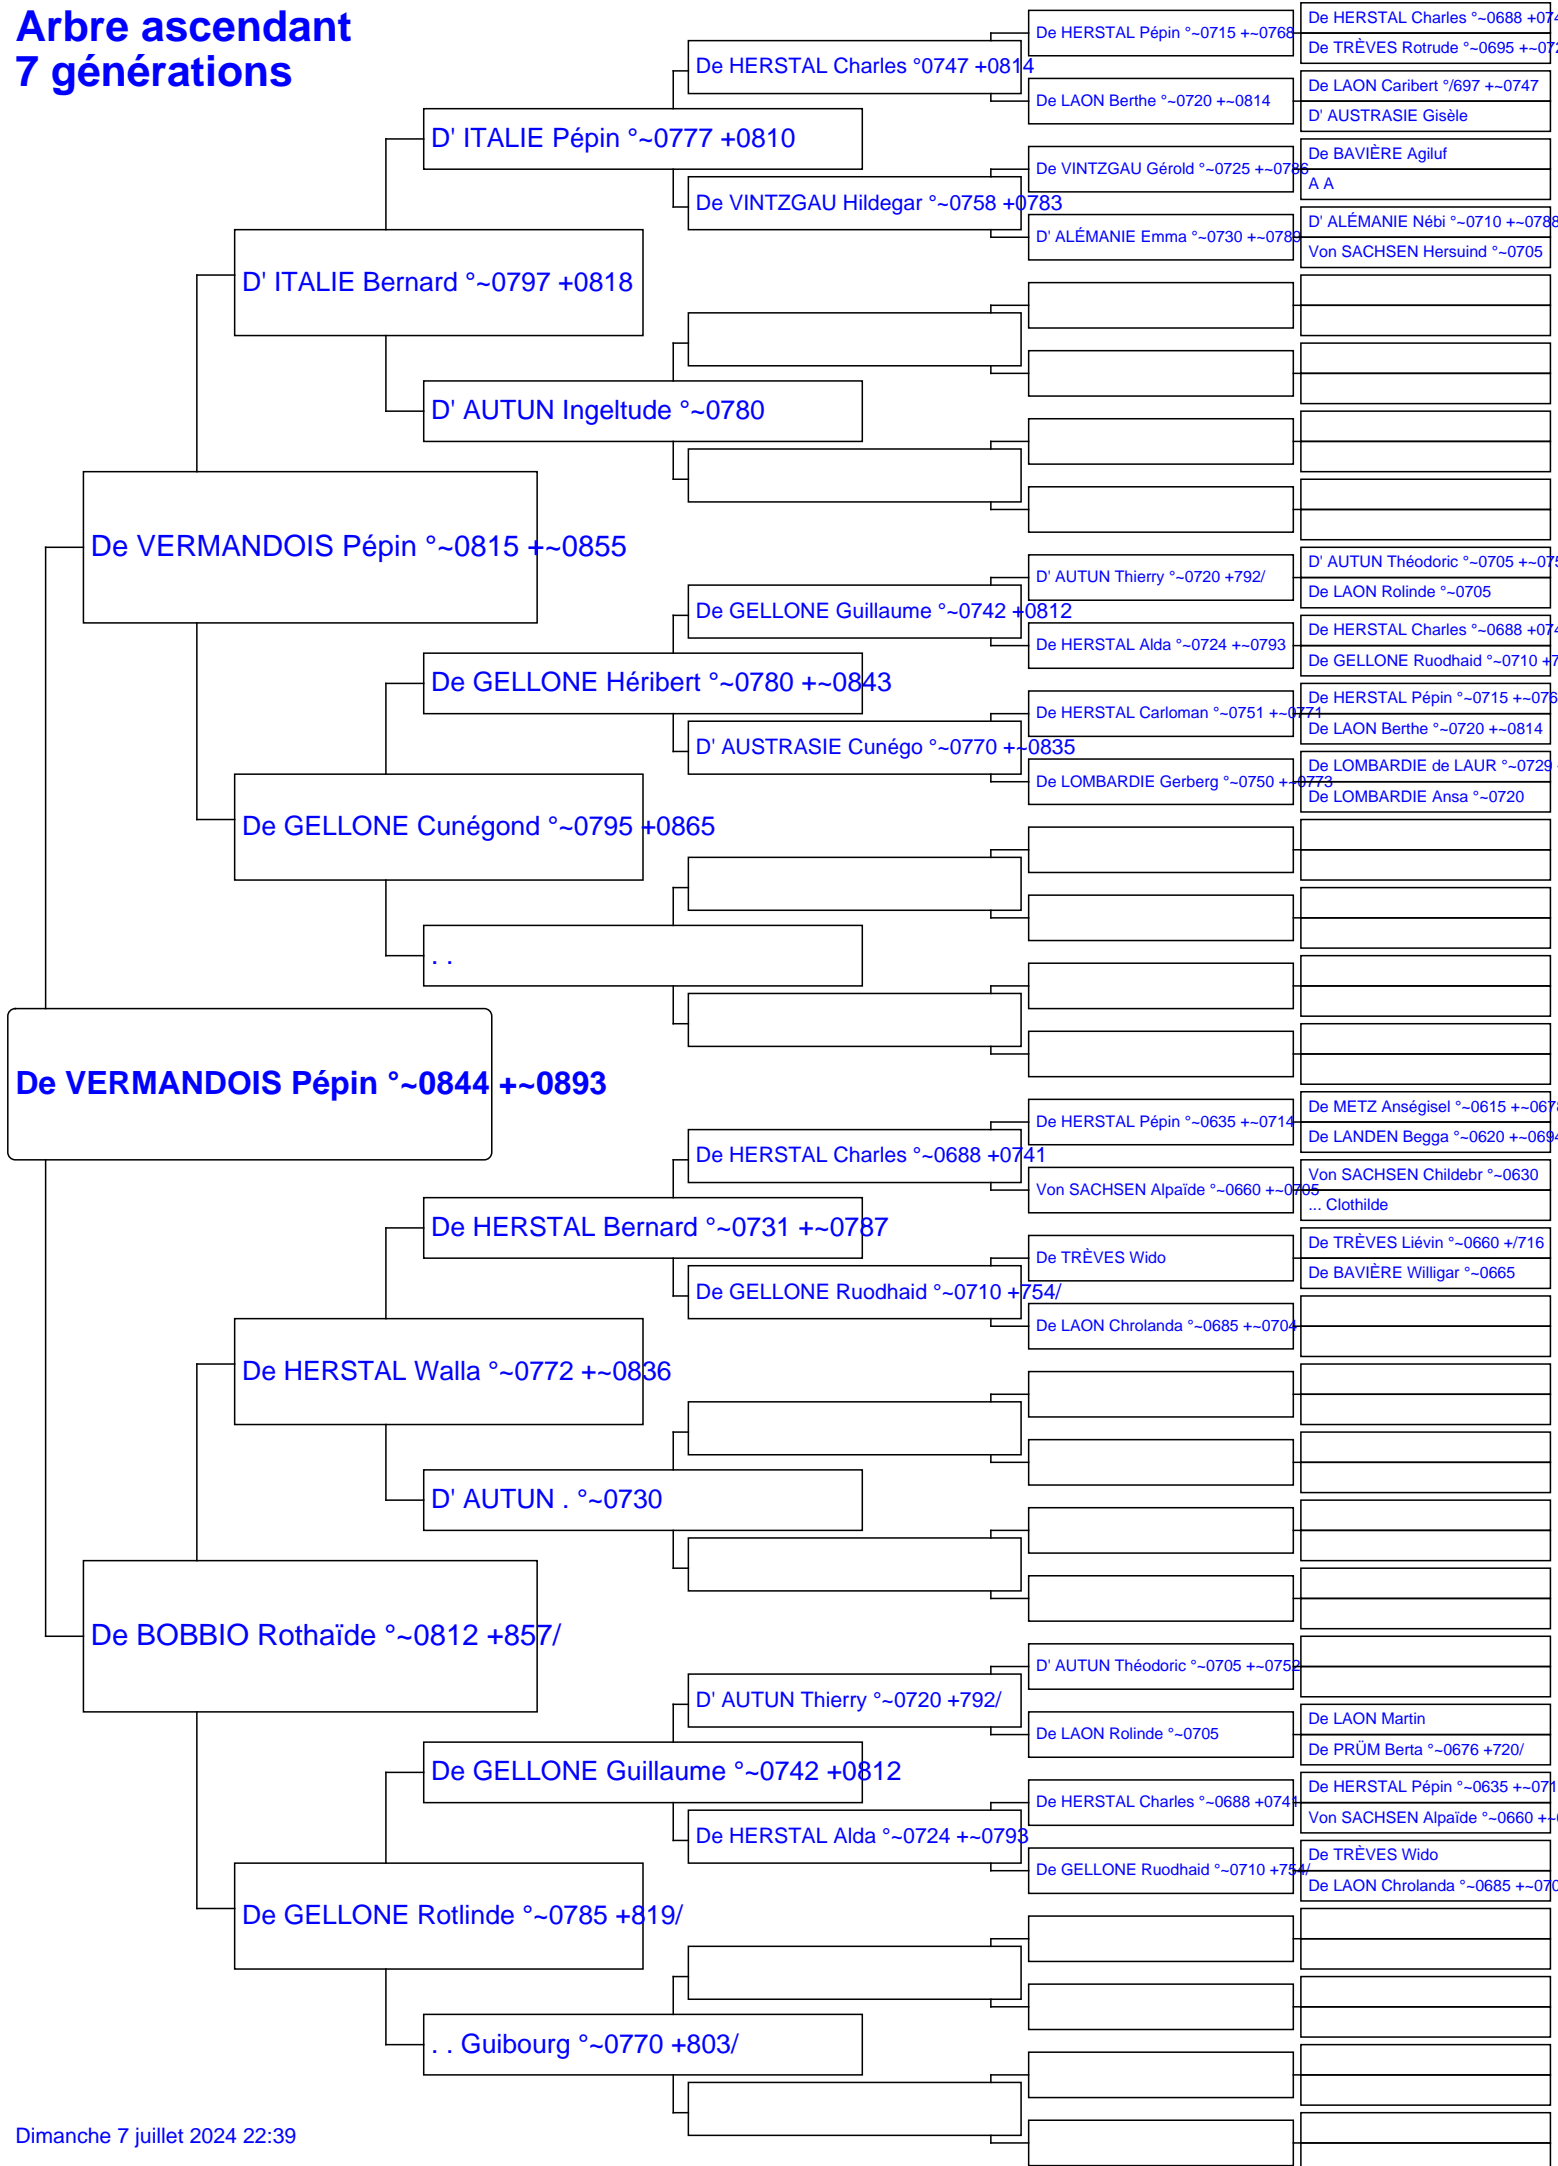 Arbre ascendant
7 générations
De VERMANDOIS Pépin °~0844 +~0893
De VERMANDOIS Pépin °~0815 +~0855
De BOBBIO Rothaïde °~0812 +857/
D' ITALIE Bernard °~0797 +0818
De GELLONE Cunégond °~0795 +0865
De HERSTAL Walla °~0772 +~0836
De GELLONE Rotlinde °~0785 +819/
D' ITALIE Pépin °~0777 +0810
D' AUTUN Ingeltude °~0780
De GELLONE Héribert °~0780 +~0843
. .
De HERSTAL Bernard °~0731 +~0787
D' AUTUN . °~0730
De GELLONE Guillaume °~0742 +0812
. . Guibourg °~0770 +803/
De HERSTAL Charles °0747 +0814
De VINTZGAU Hildegar °~0758 +0783
De GELLONE Guillaume °~0742 +0812
D' AUSTRASIE Cunégo °~0770 +~0835
De HERSTAL Charles °~0688 +0741
De GELLONE Ruodhaid °~0710 +754/
D' AUTUN Thierry °~0720 +792/
De HERSTAL Alda °~0724 +~0793
De HERSTAL Pépin °~0715 +~0768
De LAON Berthe °~0720 +~0814
De VINTZGAU Gérold °~0725 +~0786
D' ALÉMANIE Emma °~0730 +~0789
D' AUTUN Thierry °~0720 +792/
De HERSTAL Alda °~0724 +~0793
De HERSTAL Carloman °~0751 +~0771
De LOMBARDIE Gerberg °~0750 +~0773
De HERSTAL Pépin °~0635 +~0714
Von SACHSEN Alpaïde °~0660 +~0705
De TRÈVES Wido
De LAON Chrolanda °~0685 +~0704
D' AUTUN Théodoric °~0705 +~0752
De LAON Rolinde °~0705
De HERSTAL Charles °~0688 +0741
De GELLONE Ruodhaid °~0710 +754/
De HERSTAL Charles °~0688 +074
De TRÈVES Rotrude °~0695 +~072
De LAON Caribert °/697 +~0747
D' AUSTRASIE Gisèle
De BAVIÈRE Agiluf
A A
D' ALÉMANIE Nébi °~0710 +~0788
Von SACHSEN Hersuind °~0705
D' AUTUN Théodoric °~0705 +~075
De LAON Rolinde °~0705
De HERSTAL Charles °~0688 +074
De GELLONE Ruodhaid °~0710 +7
De HERSTAL Pépin °~0715 +~076
De LAON Berthe °~0720 +~0814
De LOMBARDIE de LAUR °~0729
De LOMBARDIE Ansa °~0720
De METZ Anségisel °~0615 +~0678
De LANDEN Begga °~0620 +~0694
Von SACHSEN Childebr °~0630
... Clothilde
De TRÈVES Liévin °~0660 +/716
De BAVIÈRE Willigar °~0665
De LAON Martin
De PRÜM Berta °~0676 +720/
De HERSTAL Pépin °~0635 +~071
Von SACHSEN Alpaïde °~0660 +~
De TRÈVES Wido
De LAON Chrolanda °~0685 +~070
Dimanche 7 juillet 2024 22:39